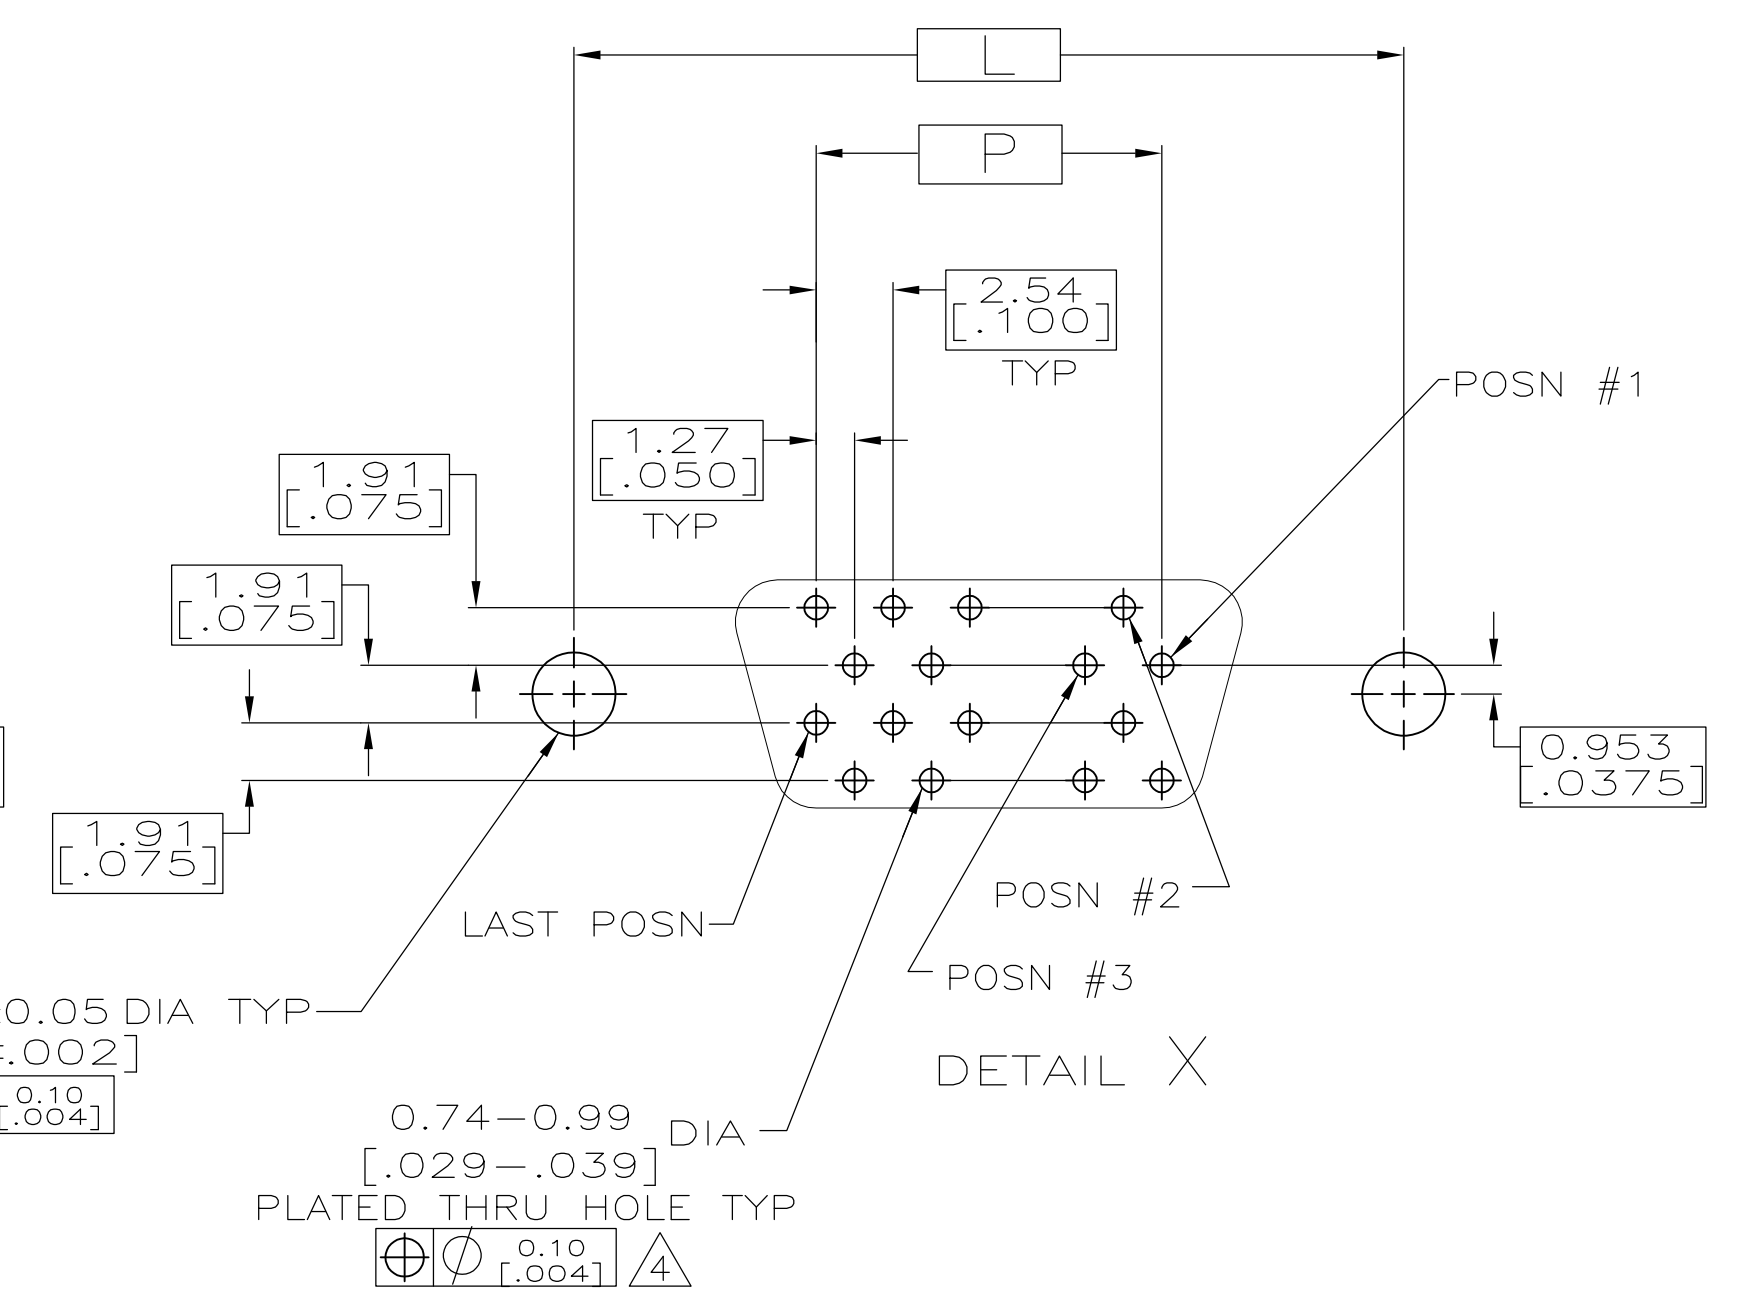 L
P
2.54
[.100]
TYP
POSN #1
1.27
[.050]
TYP
1.91
[.075]
1.91
[.075]
0.953
[.0375]
1.91
[.075]
POSN #2
LAST POSN
POSN #3
0.05 DIA TYP
.002]
0.10
[.004]
DETAIL X
0.74-0.99 DIA
[.029-.039]
PLATED THRU HOLE TYP
⌖ ⌀ 0.10 4
[.004]